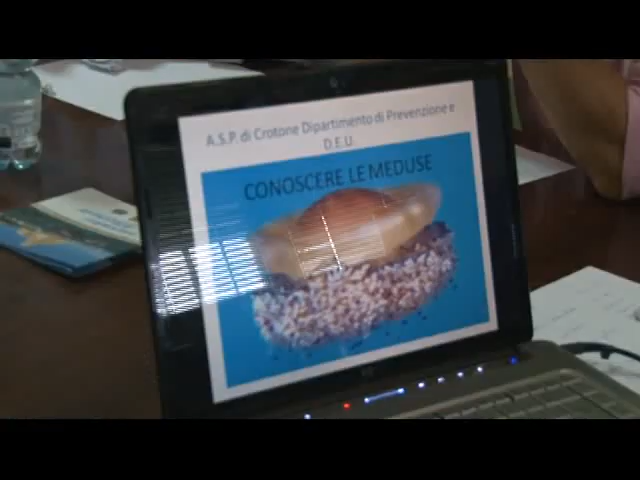 A.S.P. di Crotone Dipartimento di Prevenzione e
D.E.U.
CONOSCERE LE MEDUSE